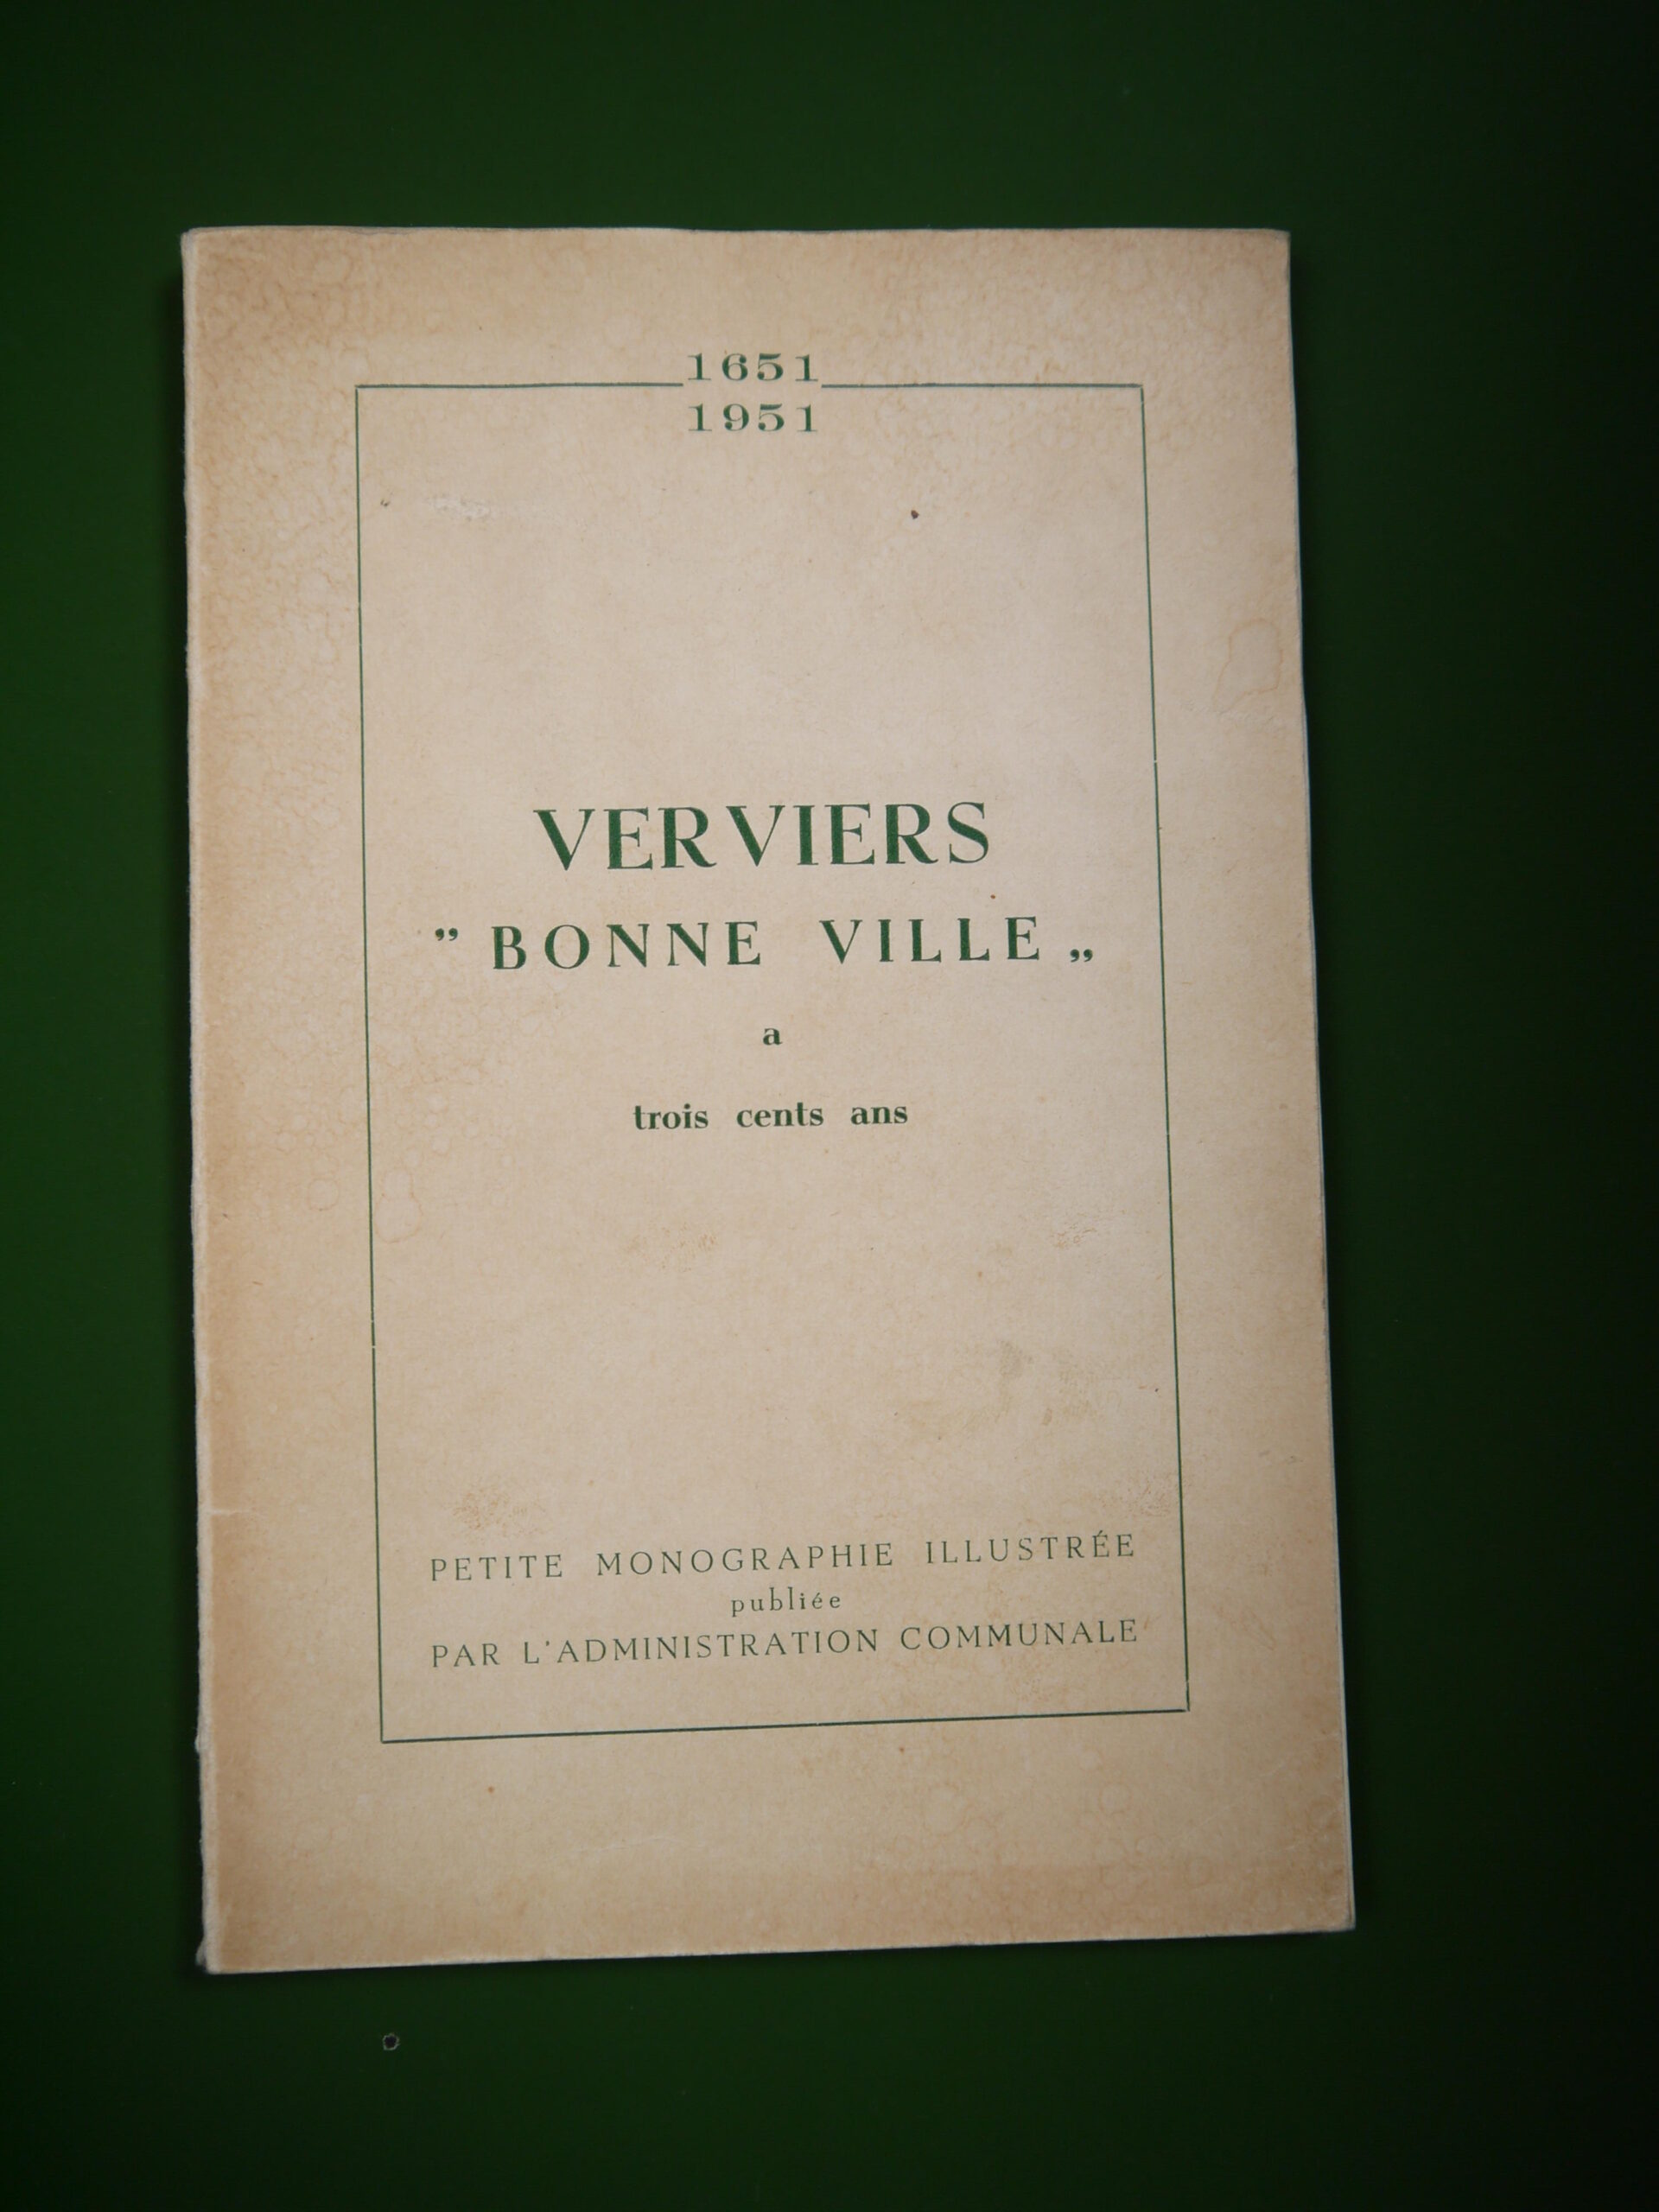 1651
1951
VERVIERS
" BONNE VILLE „
a
trois cents ans
PETITE MONOGRAPHIE ILLUSTRÉE
publiée
PAR L'ADMINISTRATION COMMUNALE